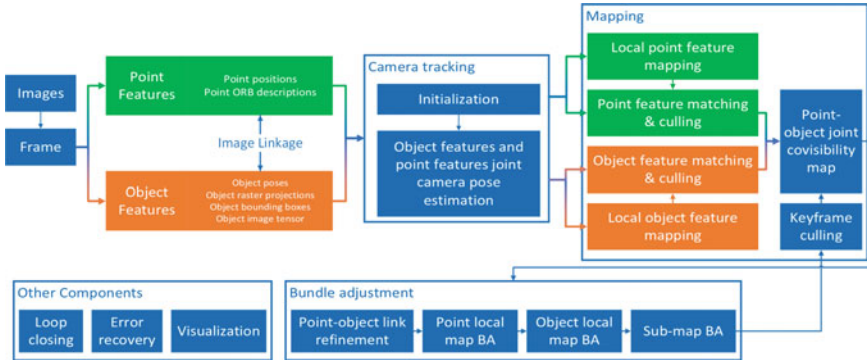 Images
Frame
Point
Features
Point positions
Point ORB descriptions
Image Linkage
Object
Features
Object poses
Object raster projections
Object bounding boxes
Object image tensor
Camera tracking
Initialization
Object features and
point features joint
camera pose
estimation
Mapping
Local point feature
mapping
Point feature matching
& culling
Object feature matching
& culling
Local object feature
mapping
Point-
object joint
covisibility
map
Keyframe
culling
Other Components
Loop
closing
Error
recovery
Visualization
Bundle adjustment
Point-object link
refinement
Point local
map BA
Object local
map BA
Sub-map BA